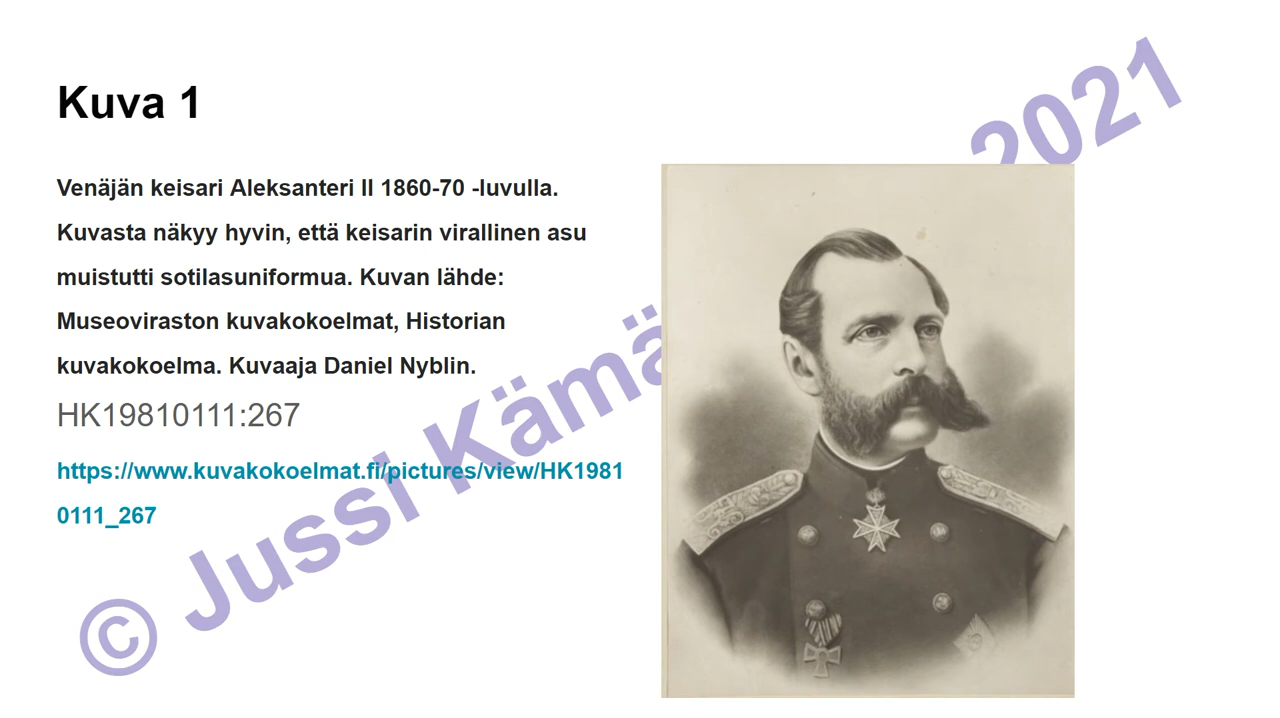 Kuva 1
Venäjän keisari Aleksanteri II 1860-70 -luvulla.
Kuvasta näkyy hyvin, että keisarin virallinen asu
muistutti sotilasuniformua. Kuvan lähde:
Museoviraston kuvakokoelmat, Historian
kuvakokoelma. Kuvaaja Daniel Nyblin.
HK19810111:267
https://www.kuvakokoelmat.fi/pictures/view/HK1981
0111_267
© Jussi Kämä 2021